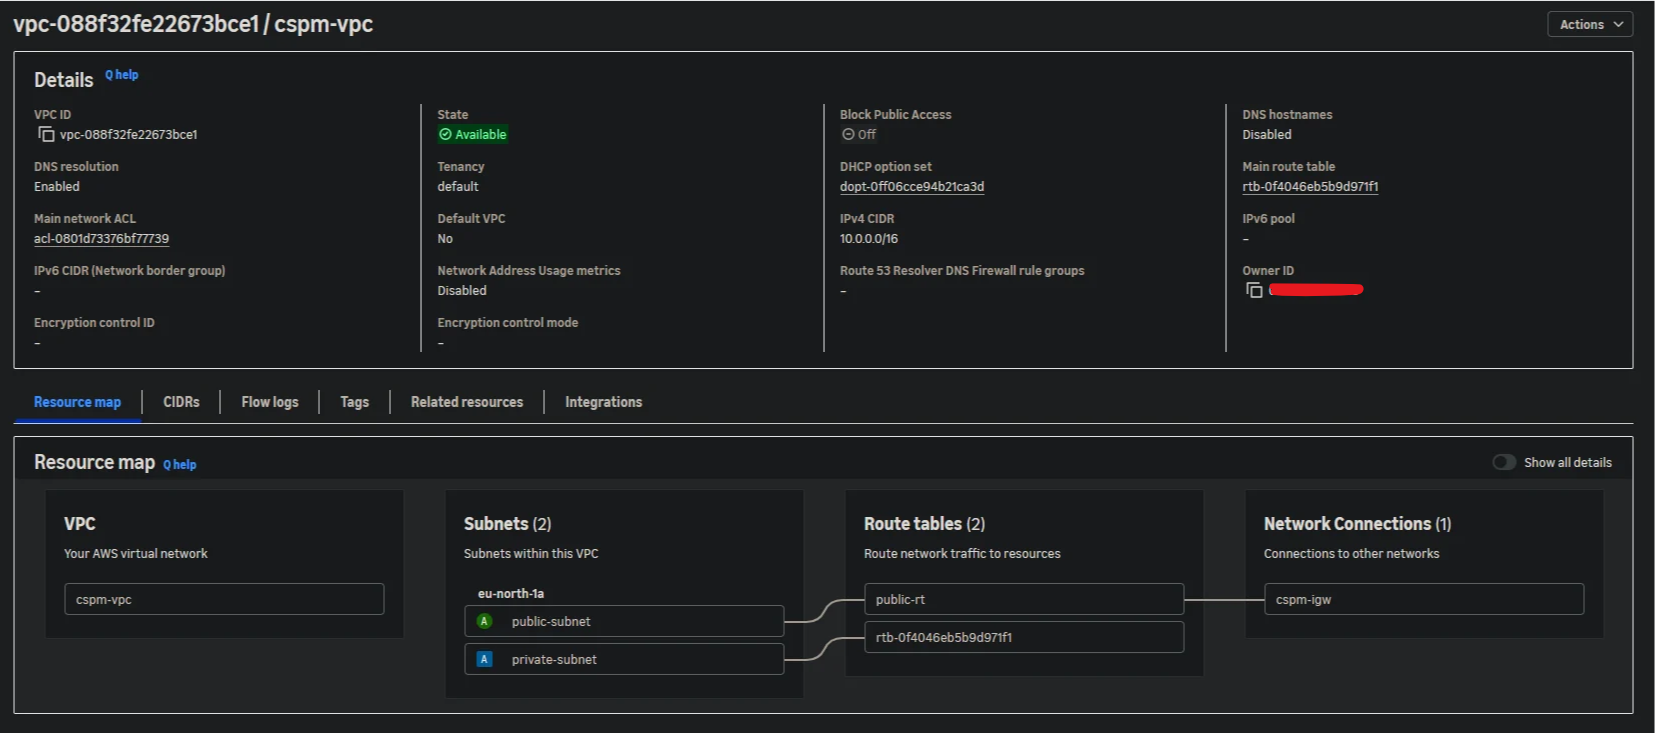 vpc-088f32fe22673bce1 / cspm-vpc
Actions
Details Q help
VPC ID
vpc-088f32fe22673bce1
State
Available
Block Public Access
Off
DNS hostnames
Disabled
DNS resolution
Enabled
Tenancy
default
DHCP option set
dopt-0ff06cce94b21ca3d
Main route table
rtb-0f4046eb5b9d971f1
Main network ACL
acl-0801d73376bf77739
Default VPC
No
IPv4 CIDR
10.0.0.0/16
IPv6 pool
–
IPv6 CIDR (Network border group)
–
Network Address Usage metrics
Disabled
Route 53 Resolver DNS Firewall rule groups
–
Owner ID
Encryption control ID
–
Encryption control mode
–
Resource map CIDRs Flow logs Tags Related resources Integrations
Resource map Q help
Show all details
VPC
Your AWS virtual network
cspm-vpc
Subnets (2)
Subnets within this VPC
eu-north-1a
A public-subnet
A private-subnet
Route tables (2)
Route network traffic to resources
public-rt
rtb-0f4046eb5b9d971f1
Network Connections (1)
Connections to other networks
cspm-igw